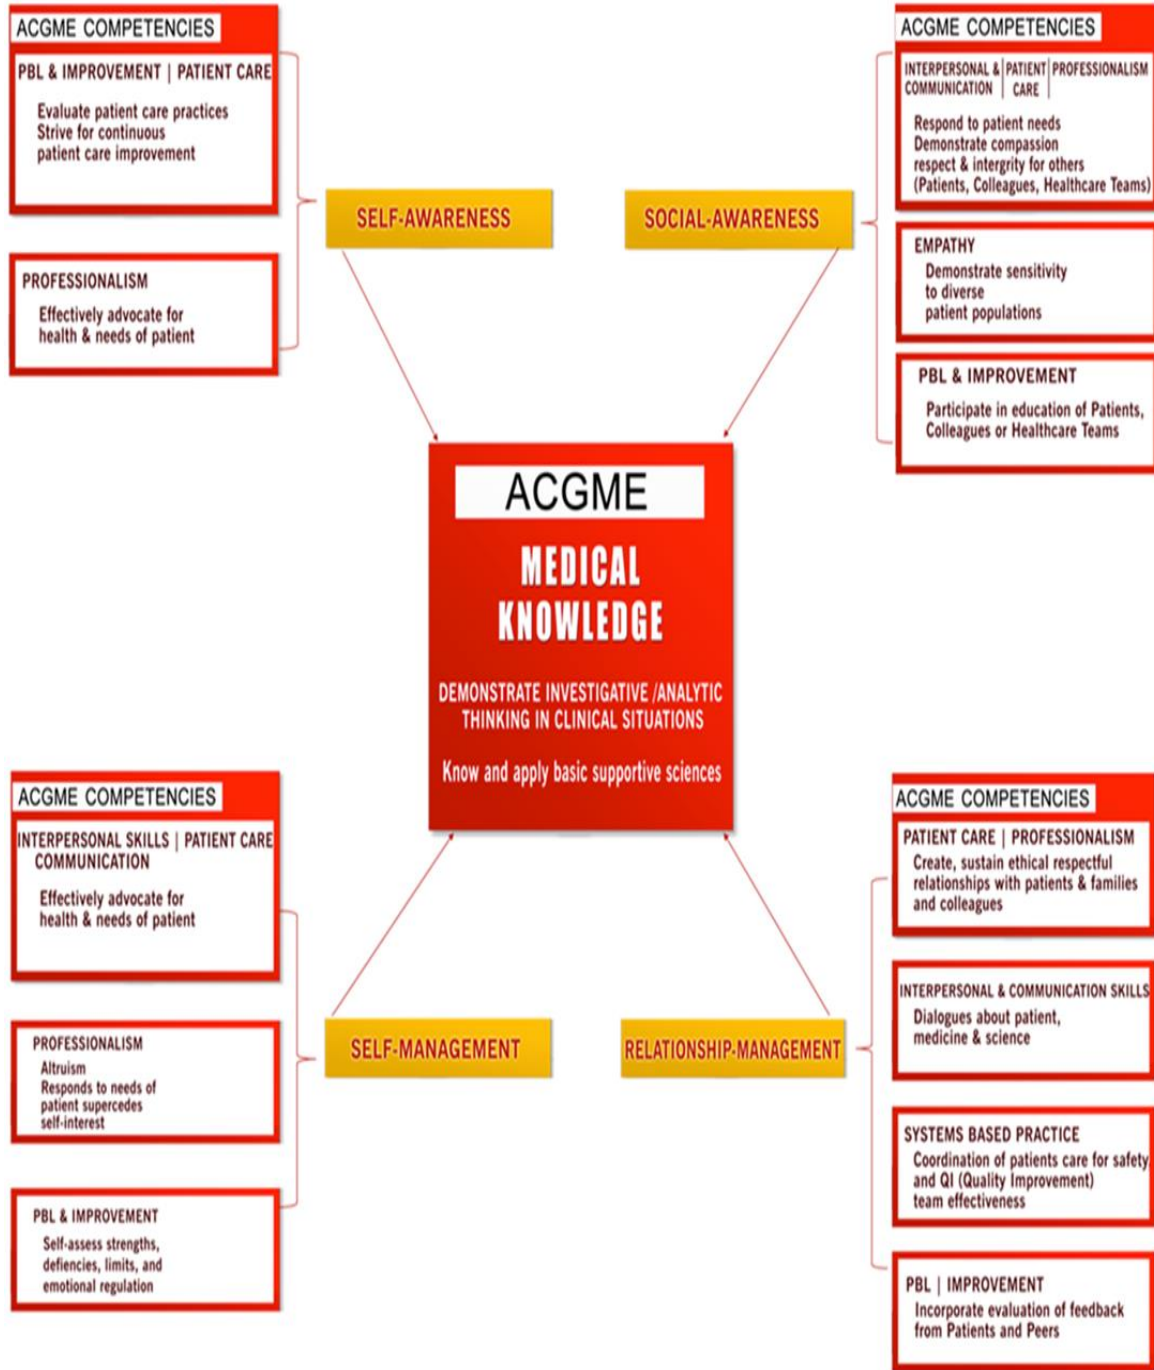 ACGME COMPETENCIES
PBL & IMPROVEMENT | PATIENT CARE
Evaluate patient care practices
Strive for continuous
patient care improvement
PROFESSIONALISM
Effectively advocate for
health & needs of patient
SELF-AWARENESS
SOCIAL-AWARENESS
ACGME COMPETENCIES
INTERPERSONAL & | PATIENT | PROFESSIONALISM
COMMUNICATION | CARE |
Respond to patient needs
Demonstrate compassion
respect & intergrity for others
(Patients, Colleagues, Healthcare Teams)
EMPATHY
Demonstrate sensitivity
to diverse
patient populations
PBL & IMPROVEMENT
Participate in education of Patients,
Colleagues or Healthcare Teams
ACGME
MEDICAL
KNOWLEDGE
DEMONSTRATE INVESTIGATIVE /ANALYTIC
THINKING IN CLINICAL SITUATIONS
Know and apply basic supportive sciences
ACGME COMPETENCIES
INTERPERSONAL SKILLS | PATIENT CARE
COMMUNICATION
Effectively advocate for
health & needs of patient
PROFESSIONALISM
Altruism
Responds to needs of
patient supercedes
self-interest
PBL & IMPROVEMENT
Self-assess strengths,
defiencies, limits, and
emotional regulation
SELF-MANAGEMENT
RELATIONSHIP-MANAGEMENT
ACGME COMPETENCIES
PATIENT CARE | PROFESSIONALISM
Create, sustain ethical respectful
relationships with patients & families
and colleagues
INTERPERSONAL & COMMUNICATION SKILLS
Dialogues about patient,
medicine & science
SYSTEMS BASED PRACTICE
Coordination of patients care for safety
and QI (Quality Improvement)
team effectiveness
PBL | IMPROVEMENT
Incorporate evaluation of feedback
from Patients and Peers